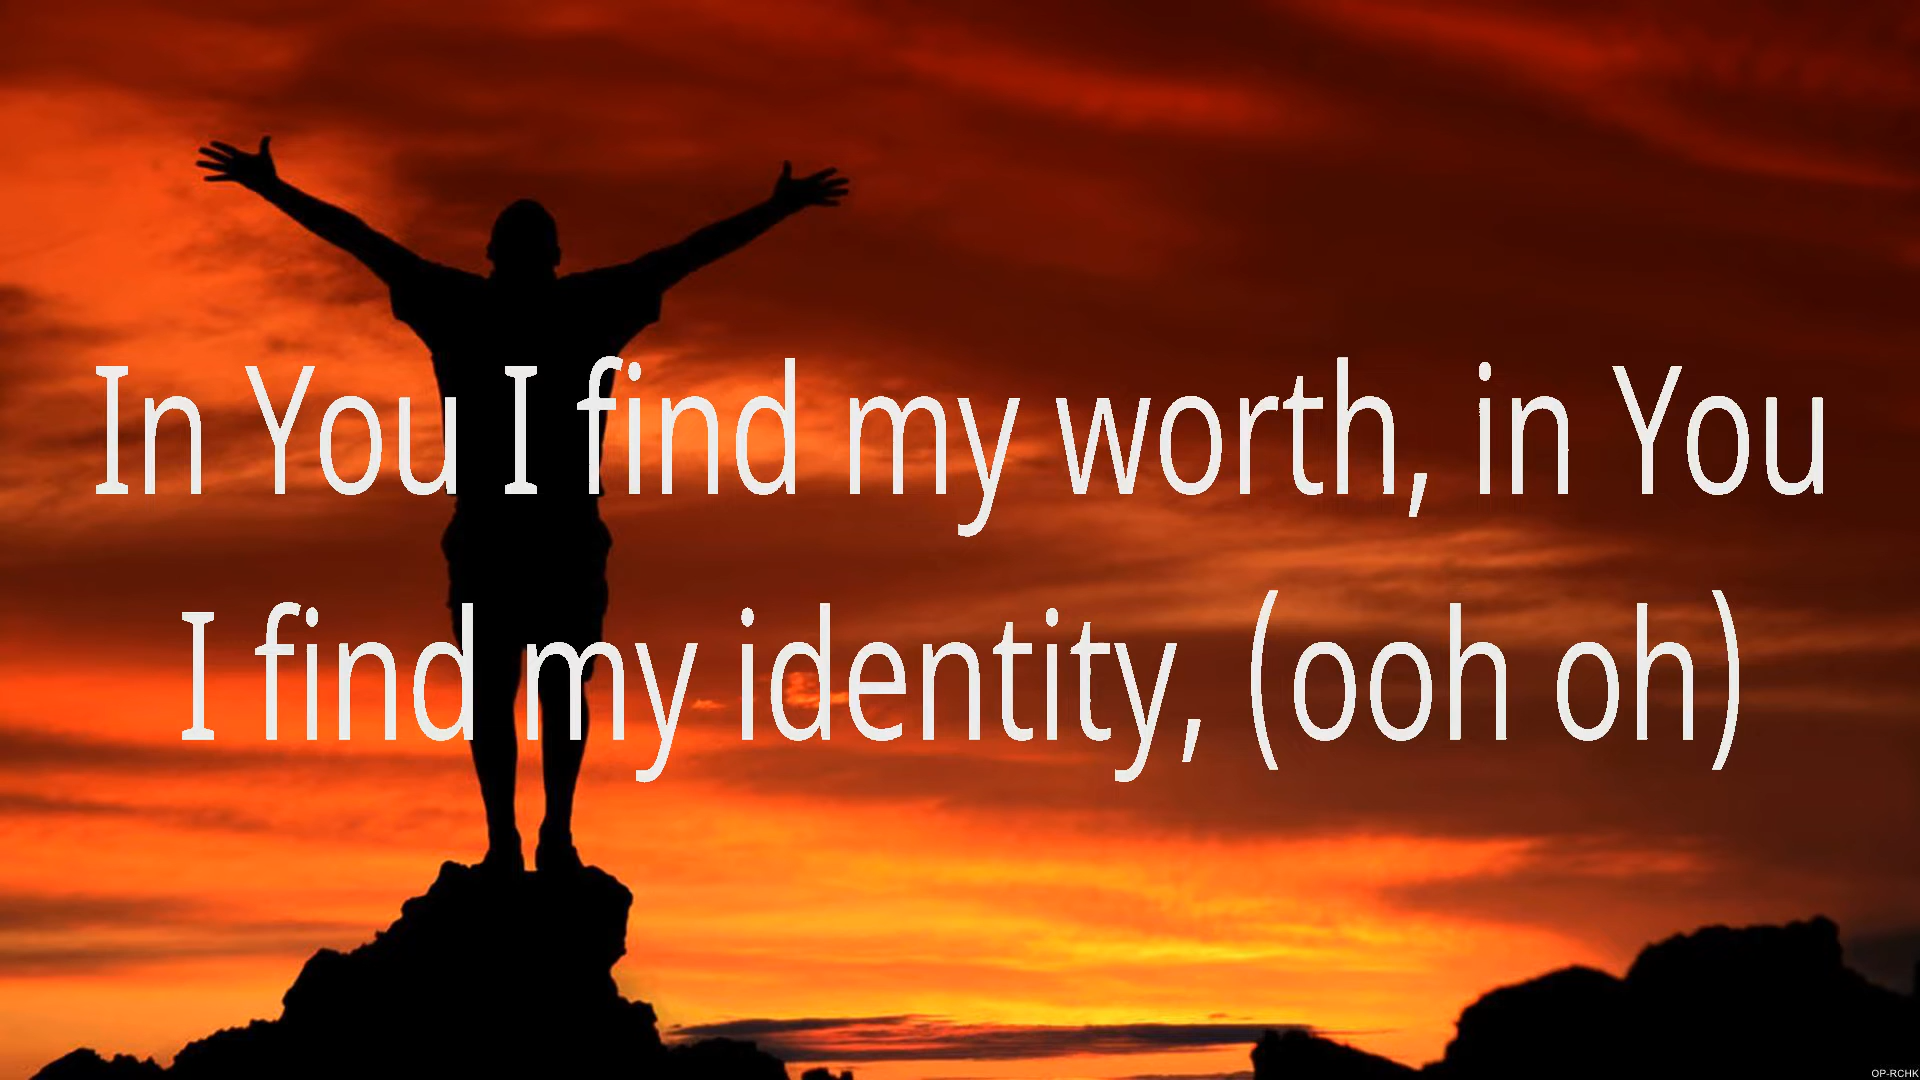 In You I find my worth, in You
I find my identity, (ooh oh)
OP-RCHK